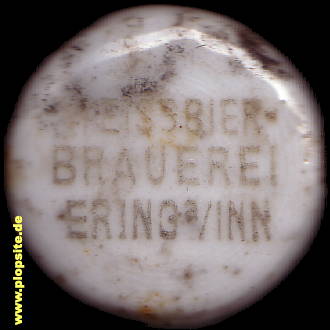 WEISSBIER-
BRAUEREI
ERING a/INN
www.plopsite.de